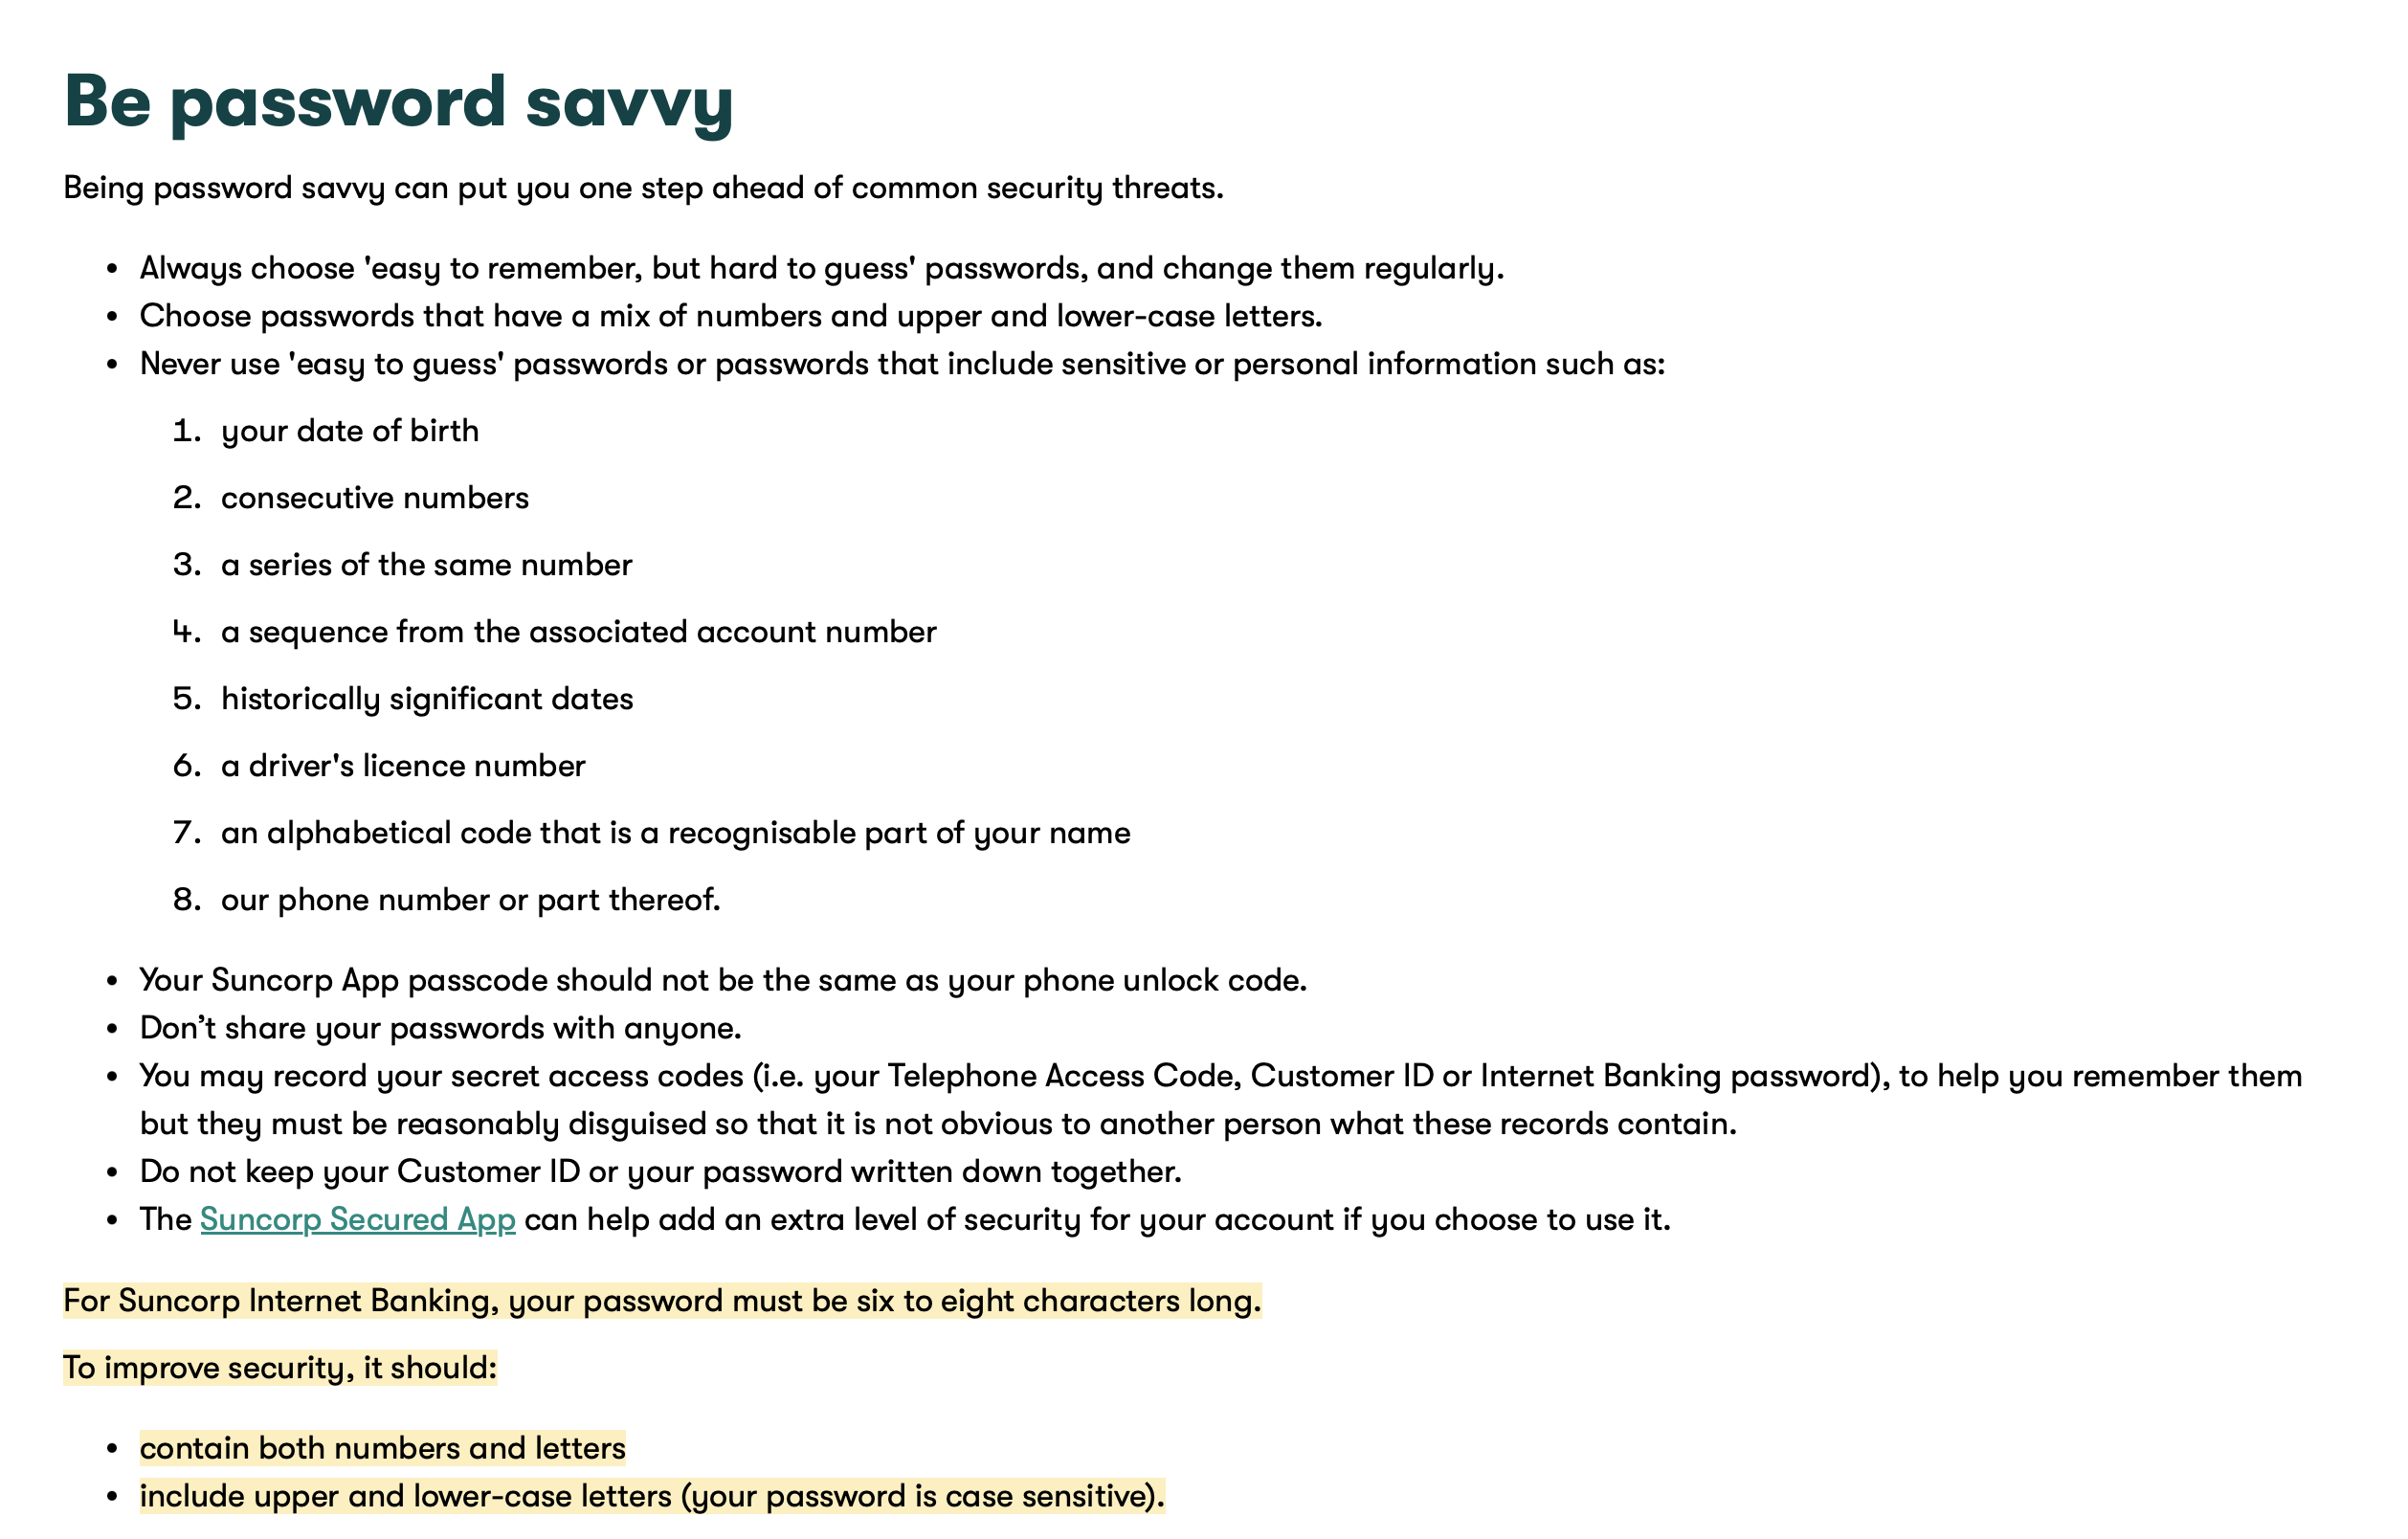 Be password savvy
Being password savvy can put you one step ahead of common security threats.
• Always choose 'easy to remember, but hard to guess' passwords, and change them regularly.
• Choose passwords that have a mix of numbers and upper and lower-case letters.
• Never use 'easy to guess' passwords or passwords that include sensitive or personal information such as:
1. your date of birth
2. consecutive numbers
3. a series of the same number
4. a sequence from the associated account number
5. historically significant dates
6. a driver's licence number
7. an alphabetical code that is a recognisable part of your name
8. our phone number or part thereof.
• Your Suncorp App passcode should not be the same as your phone unlock code.
• Don’t share your passwords with anyone.
• You may record your secret access codes (i.e. your Telephone Access Code, Customer ID or Internet Banking password), to help you remember them
but they must be reasonably disguised so that it is not obvious to another person what these records contain.
• Do not keep your Customer ID or your password written down together.
• The Suncorp Secured App can help add an extra level of security for your account if you choose to use it.
For Suncorp Internet Banking, your password must be six to eight characters long.
To improve security, it should:
• contain both numbers and letters
• include upper and lower-case letters (your password is case sensitive).